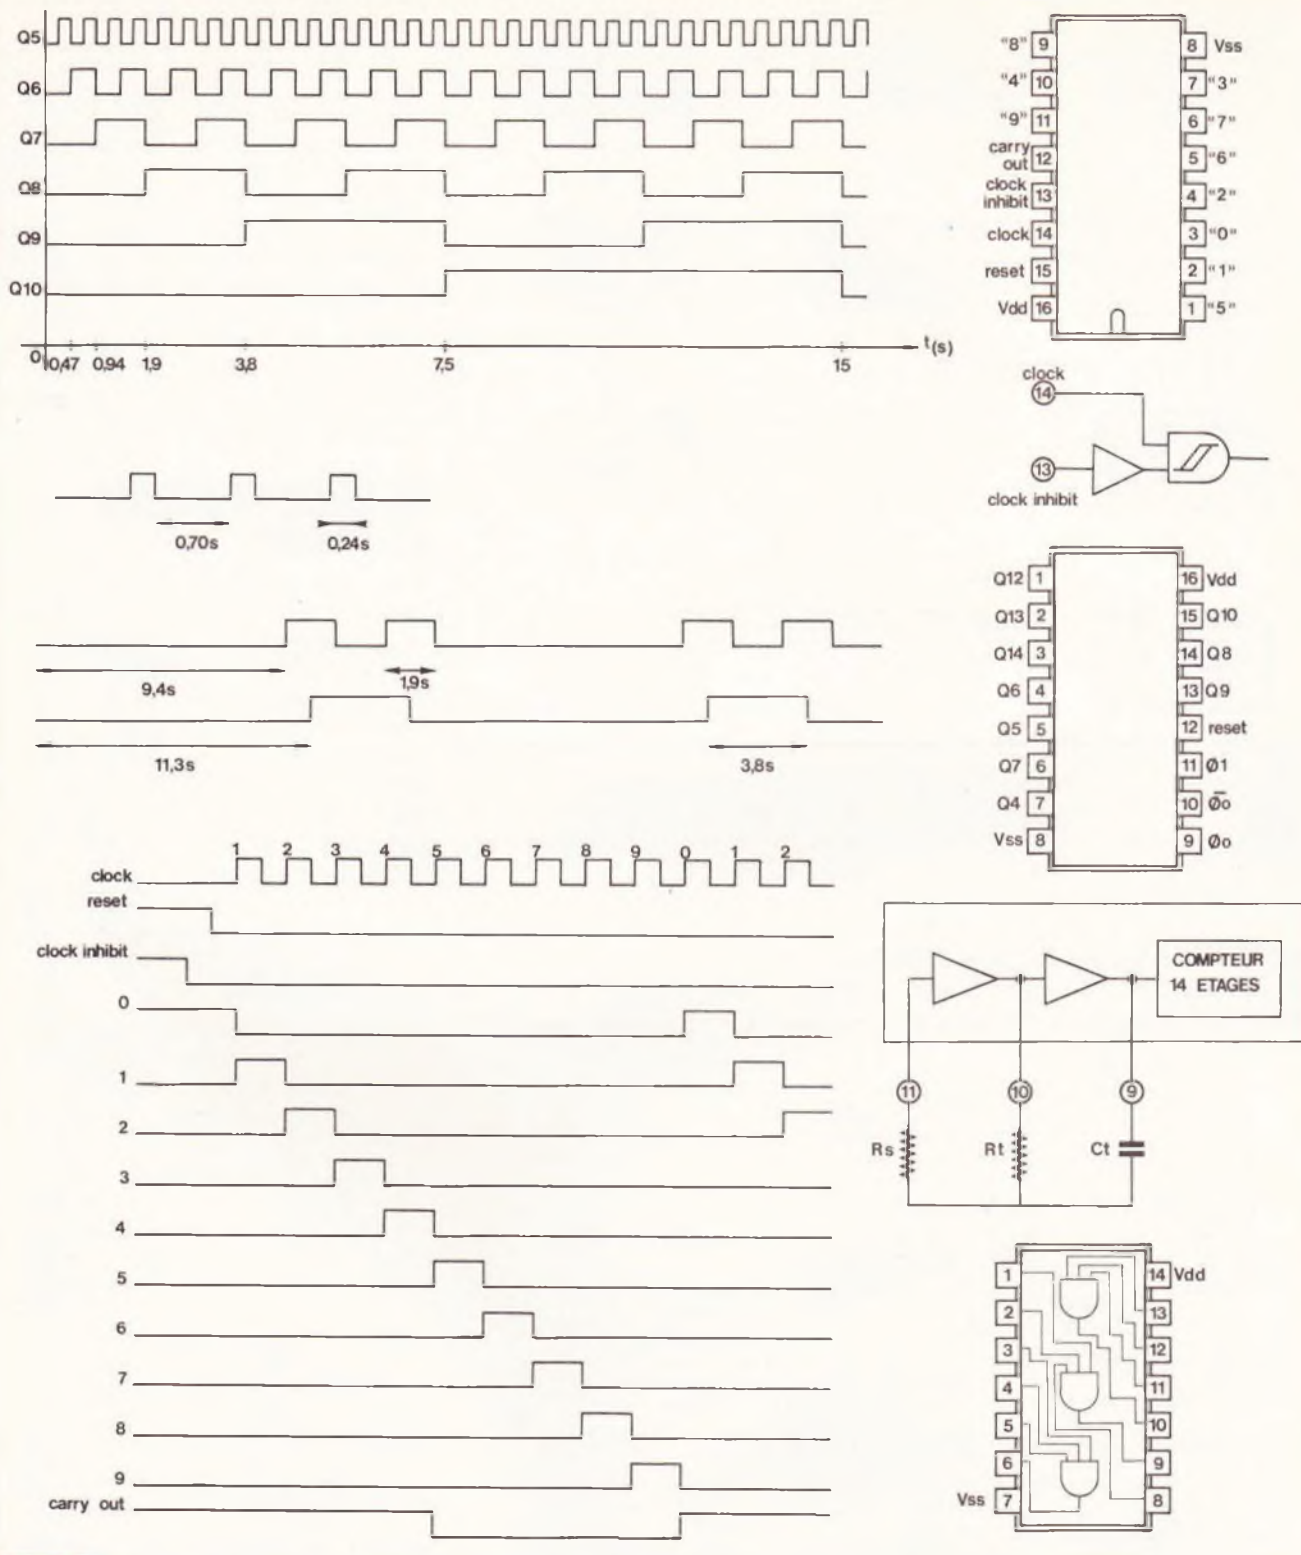 Q5
Q6
Q7
Q8
Q9
Q10
0 0,47 0,94 1,9 3,8 7,5 15 t(s)
0,70s 0,24s
9,4s 1,9s
11,3s 3,8s
1 2 3 4 5 6 7 8 9 0 1 2
clock
reset
clock inhibit
0
1
2
3
4
5
6
7
8
9
carry out
"8" 9 8 Vss
"4" 10 7 "3"
"9" 11 6 "7"
carry out 12 5 "6"
clock inhibit 13 4 "2"
clock 14 3 "0"
reset 15 2 "1"
Vdd 16 1 "5"
clock
14
13
clock inhibit
Q12 1 16 Vdd
Q13 2 15 Q10
Q14 3 14 Q8
Q6 4 13 Q9
Q5 5 12 reset
Q7 6 11 Ø1
Q4 7 10 Ø̅o
Vss 8 9 Øo
COMPTEUR
14 ETAGES
11 10 9
Rs Rt Ct
1 14 Vdd
2 13
3 12
4 11
5 10
6 9
Vss 7 8